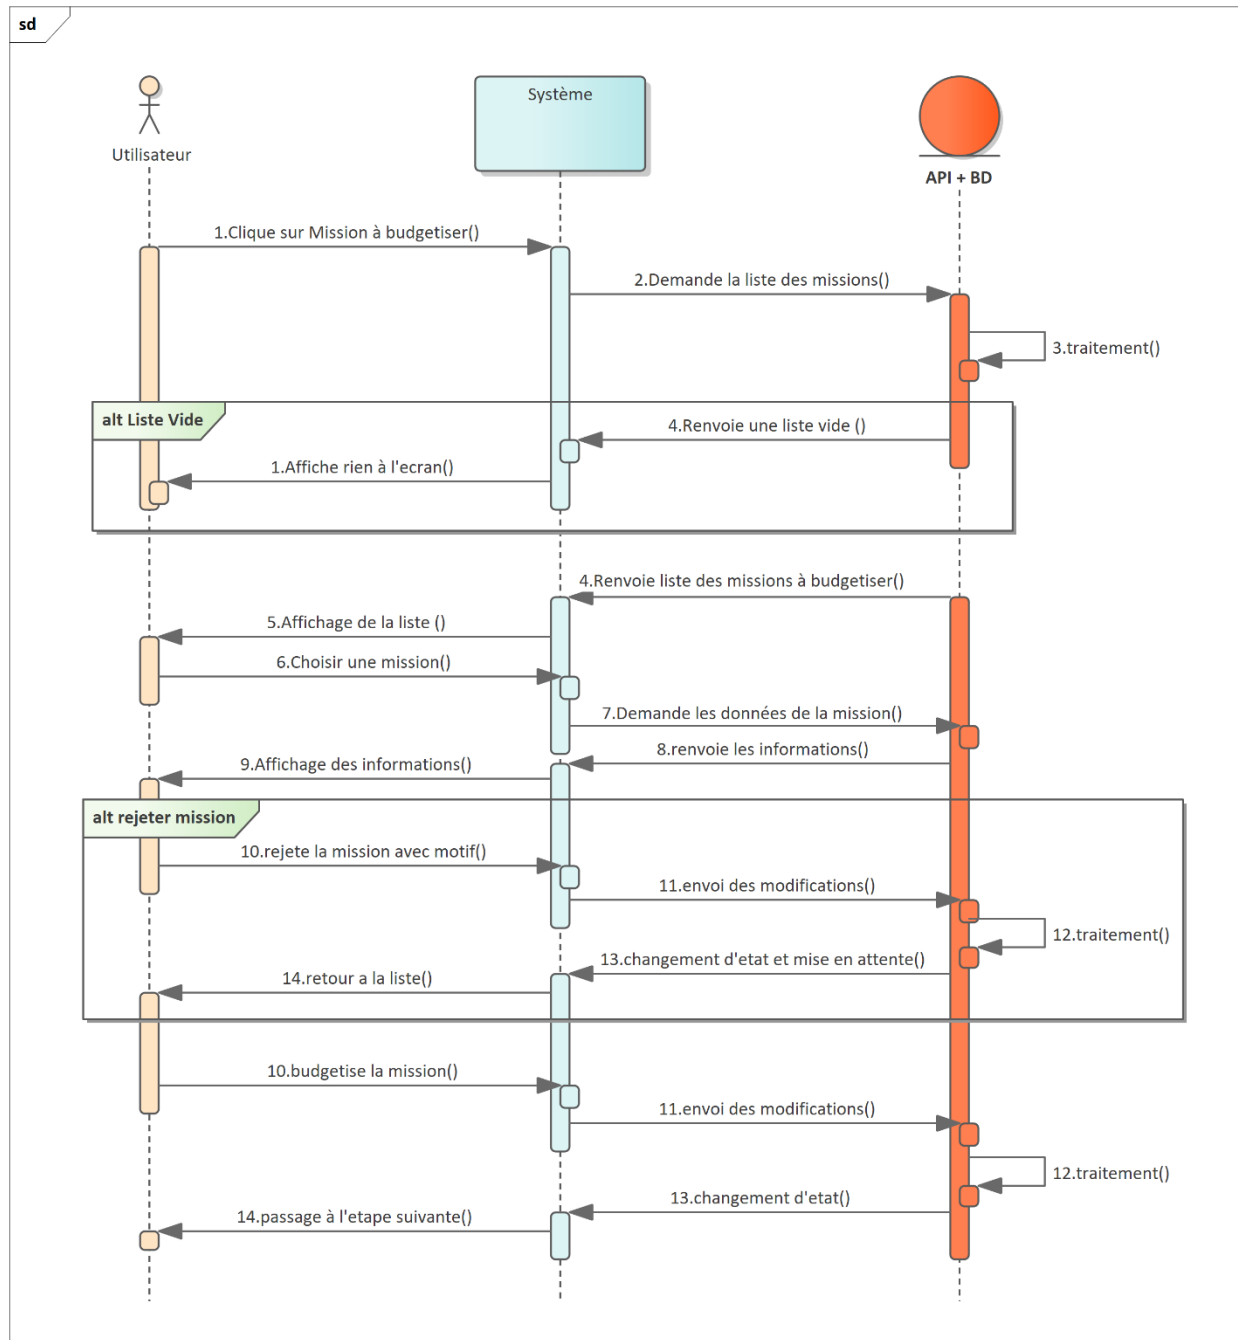 sd
Utilisateur
Système
API + BD
1.Clique sur Mission à budgetiser()
2.Demande la liste des missions()
3.traitement()
alt Liste Vide
4.Renvoie une liste vide ()
1.Affiche rien à l'ecran()
4.Renvoie liste des missions à budgetiser()
5.Affichage de la liste ()
6.Choisir une mission()
7.Demande les données de la mission()
8.renvoie les informations()
9.Affichage des informations()
alt rejeter mission
10.rejete la mission avec motif()
11.envoi des modifications()
12.traitement()
13.changement d'etat et mise en attente()
14.retour a la liste()
10.budgetise la mission()
11.envoi des modifications()
12.traitement()
13.changement d'etat()
14.passage à l'etape suivante()